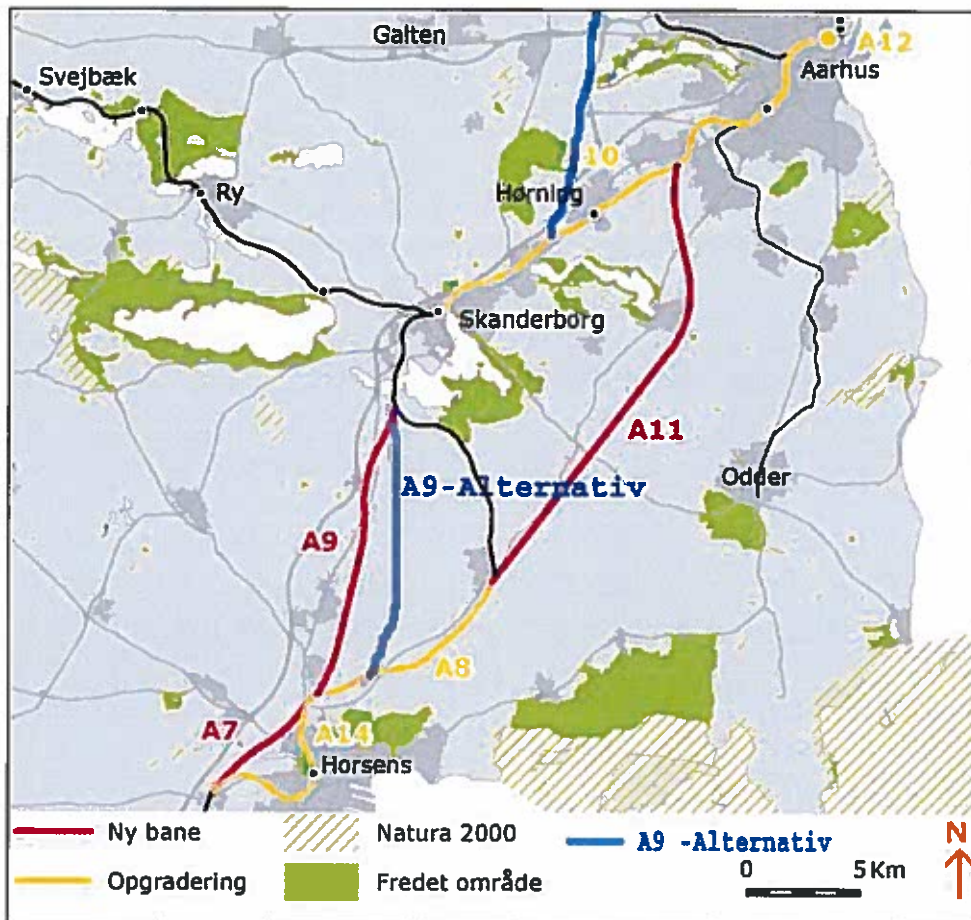 Galten
A12
Aarhus
Svejbæk
10
Ry
Hørning
Skanderborg
A11
A9-Alternativ
Odder
A9
A8
A7
A14
Horsens
Ny bane
Natura 2000
A9 -Alternativ
N
Opgradering
Fredet område
0 5 Km